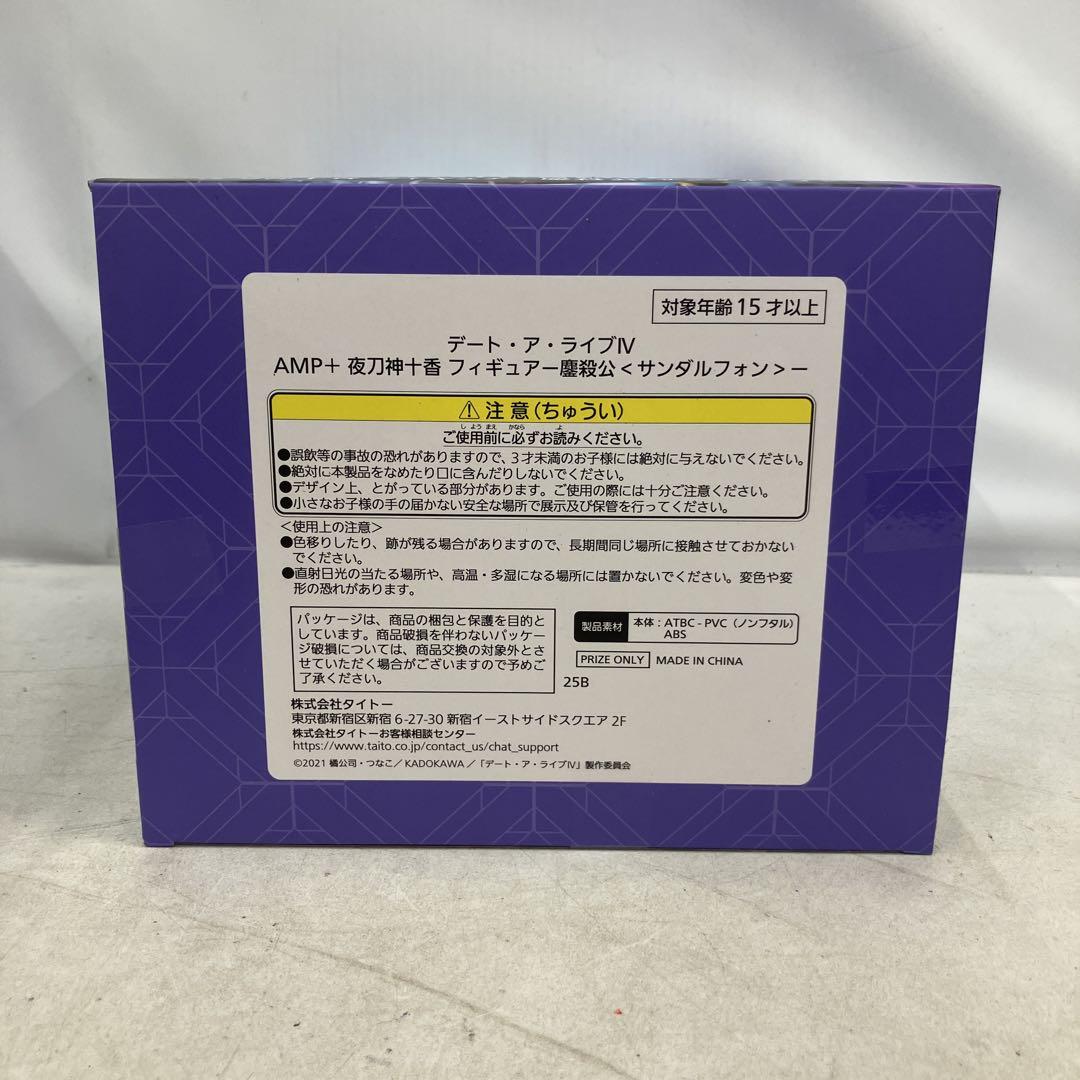 対象年齢15才以上
デート・ア・ライブⅣ
AMP+ 夜刀神十香 フィギュアー鏖殺公<サンダルフォン>ー
⚠注意(ちゅうい)
しようまえ かなら よ
ご使用前に必ずお読みください。
●誤飲等の事故の恐れがありますので、3才未満のお子様には絶対に与えないでください。
●絶対に本製品をなめたり口に含んだりしないでください。
●デザイン上、とがっている部分があります。ご使用の際には十分ご注意ください。
●小さなお子様の手の届かない安全な場所で展示及び保管を行ってください。
<使用上の注意>
●色移りしたり、跡が残る場合がありますので、長期間同じ場所に接触させておかない
でください。
●直射日光の当たる場所や、高温・多湿になる場所には置かないでください。変色や変
形の恐れがあります。
パッケージは、商品の梱包と保護を目的と
しています。商品破損を伴わないパッケー
ジ破損については、商品交換の対象外とさ
せていただく場合がございますので予めご
了承ください。
製品素材 本体:ATBC-PVC(ノンフタル)
ABS
PRIZE ONLY MADE IN CHINA
25B
株式会社タイトー
東京都新宿区新宿 6-27-30 新宿イーストサイドスクエア 2F
株式会社タイトーお客様相談センター
https://www.taito.co.jp/contact_us/chat_support
©2021 橘公司・つなこ/KADOKAWA/「デート・ア・ライブⅣ」製作委員会